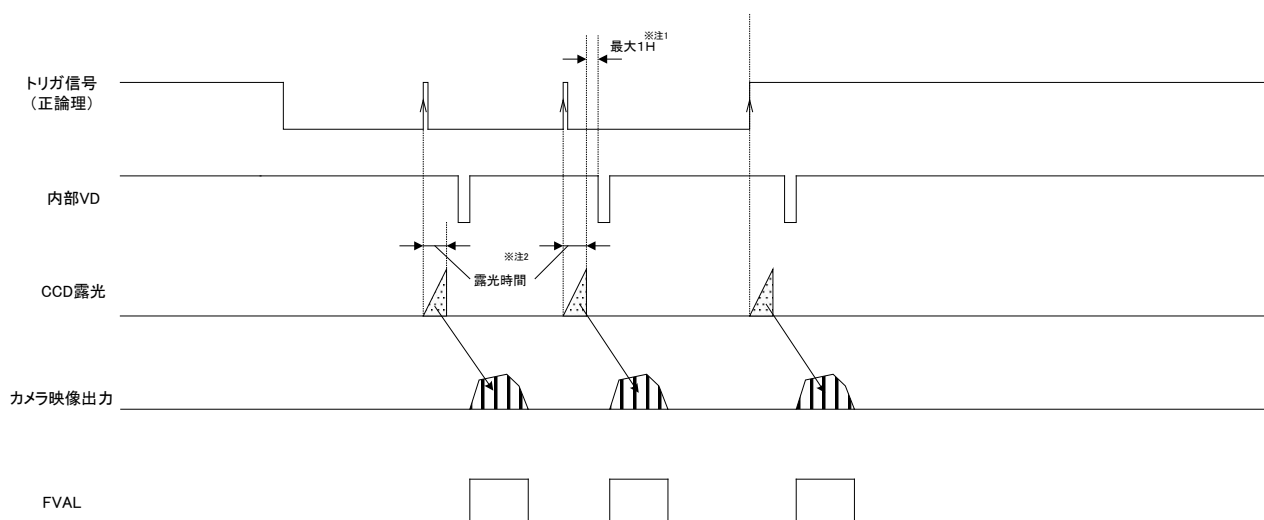 ※注1
最大1H
トリガ信号
（正論理）
内部VD
※注2
露光時間
CCD露光
カメラ映像出力
FVAL